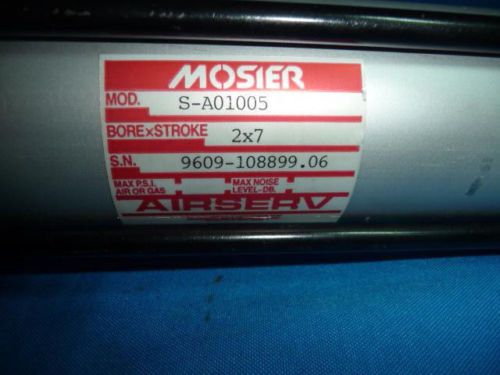 MOSIER
MOD. S-A01005
BORE×STROKE 2x7
S.N. 9609-108899.06
MAX P.S.I. AIR OR GAS MAX NOISE LEVEL-DB.
AIRSERV